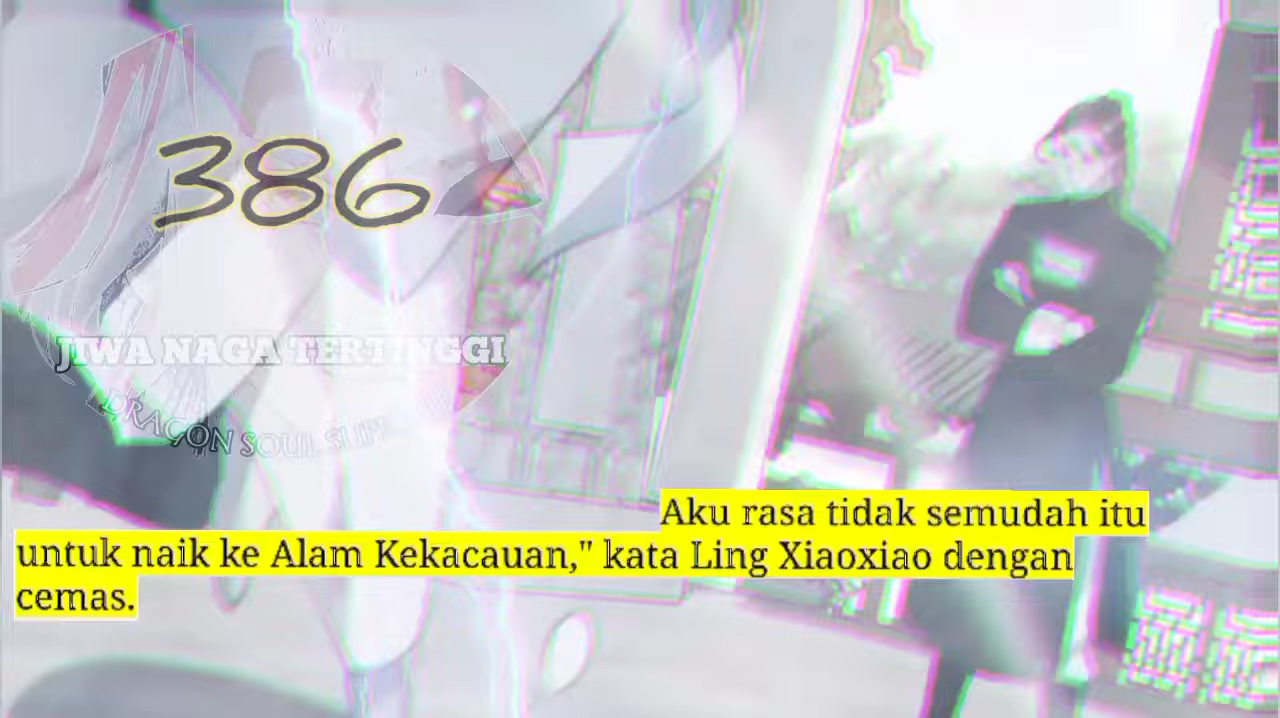 386
JIWA NAGA TERTINGGI
DRAGON SOUL
Aku rasa tidak semudah itu
untuk naik ke Alam Kekacauan," kata Ling Xiaoxiao dengan
cemas.